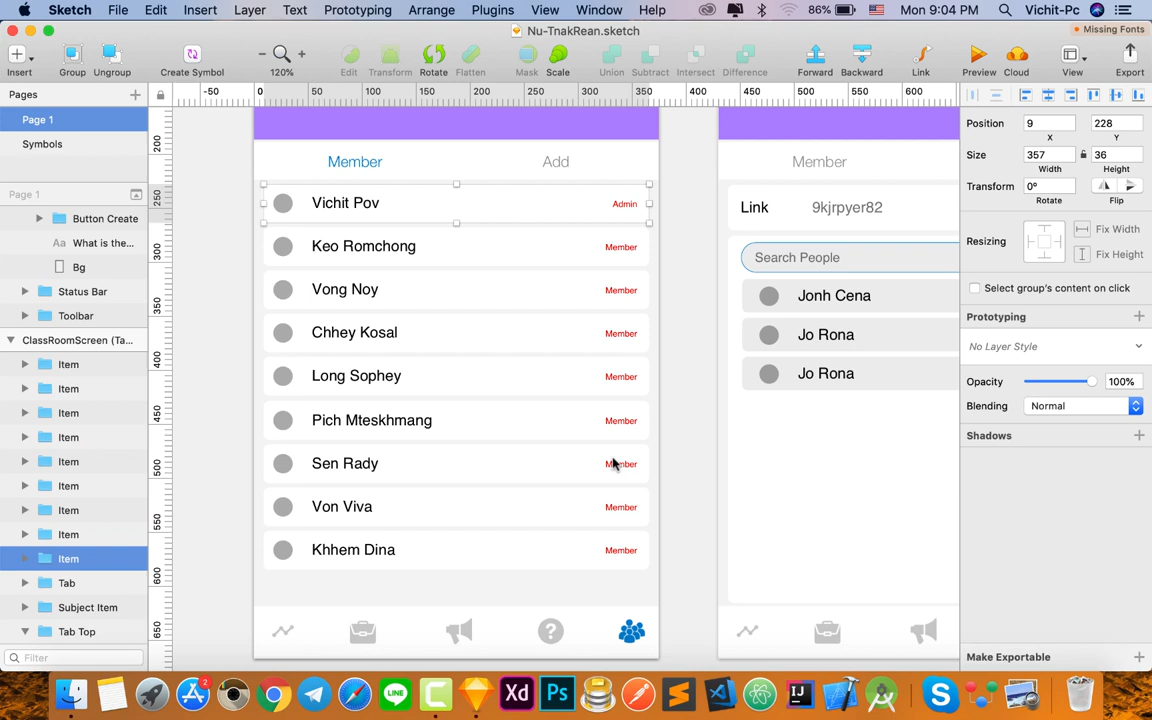 Sketch File Edit Insert Layer Text Prototyping Arrange Plugins View Window Help 86% Mon 9:04 PM Vichit-Pc
Nu-TnakRean.sketch
Missing Fonts
120%
Insert Group Ungroup Create Symbol Edit Transform Rotate Flatten Mask Scale Union Subtract Intersect Difference Forward Backward Link Preview Cloud View Export
Pages
Page 1
Symbols
Page 1
Button Create
Aa What is the...
Bg
Status Bar
Toolbar
ClassRoomScreen (Ta...
Item
Item
Item
Item
Item
Item
Item
Item
Item
Tab
Subject Item
Tab Top
Filter
-50 0 50 100 150 200 250 300 350 400 450 500 550 600
200
250
300
350
400
450
500
550
600
650
Member Add
Vichit Pov Admin
Keo Romchong Member
Vong Noy Member
Chhey Kosal Member
Long Sophey Member
Pich Mteskhmang Member
Sen Rady Member
Von Viva Member
Khhem Dina Member
Member
Link 9kjrpyer82
Search People
Jonh Cena
Jo Rona
Jo Rona
Position 9 228
X Y
Size 357 36
Width Height
Transform 0°
Rotate Flip
Resizing Fix Width
Fix Height
Select group's content on click
Prototyping
No Layer Style
Opacity 100%
Blending Normal
Shadows
Make Exportable
2
LINE
Xd
Ps
IJ